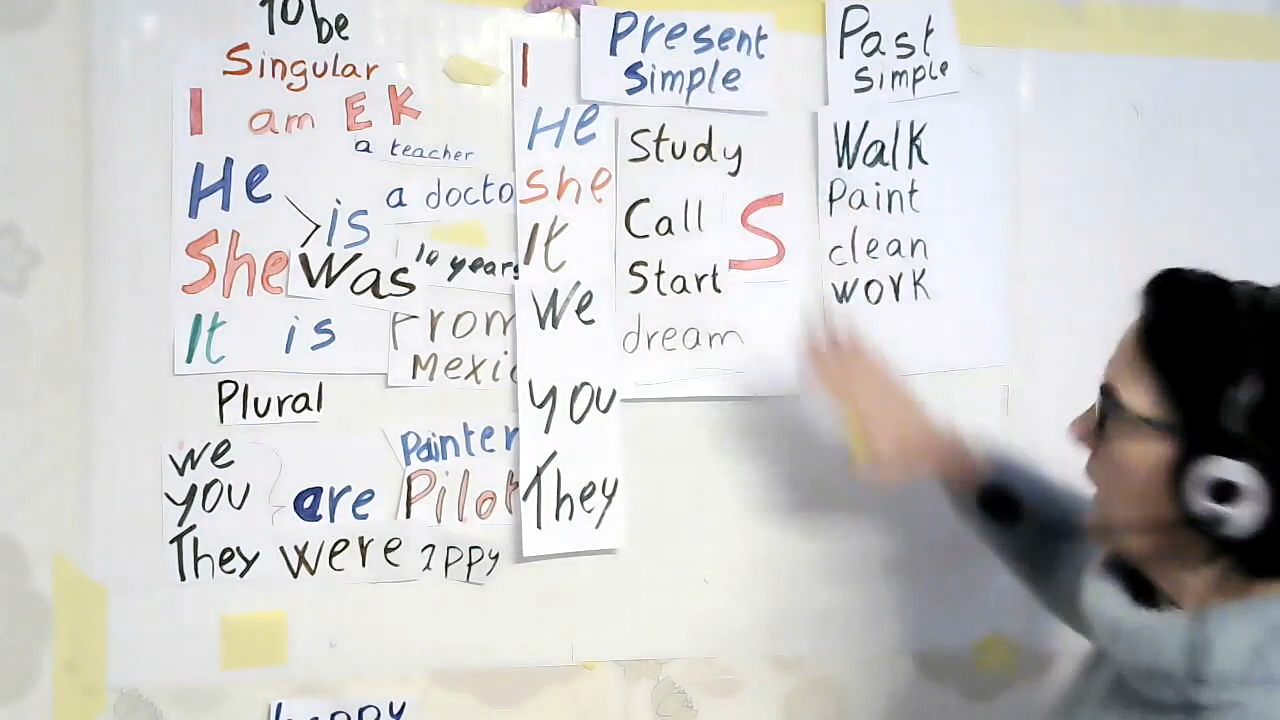 To be
Singular
I am E K
a teacher
He
a docto
is
She was
10 years
It is
From
Mexic
Plural
we
you
They were
are
Painter
Pilot
appy
I
He
She
It
We
you
They
Present
Simple
Study
Call
Start
dream
S
Past
Simple
Walk
Paint
clean
work
happy